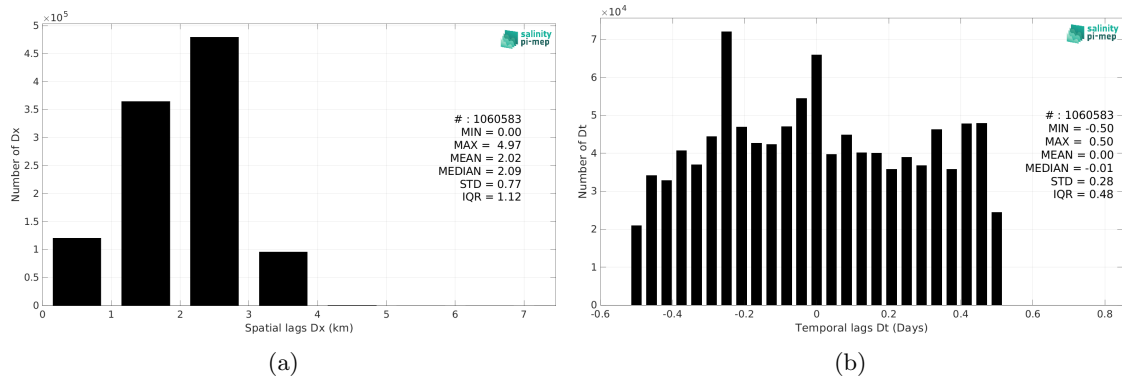 ×10⁵
5
4.5
4
3.5
3
2.5
2
1.5
1
0.5
0
Number of Dx
0 1 2 3 4 5 6 7
Spatial lags Dx (km)
salinity
pi-mep
# : 1060583
MIN = 0.00
MAX = 4.97
MEAN = 2.02
MEDIAN = 2.09
STD = 0.77
IQR = 1.12
(a)
×10⁴
7
6
5
4
3
2
1
0
Number of Dt
-0.6 -0.4 -0.2 0 0.2 0.4 0.6 0.8
Temporal lags Dt (Days)
salinity
pi-mep
# : 1060583
MIN = -0.50
MAX = 0.50
MEAN = 0.00
MEDIAN = -0.01
STD = 0.28
IQR = 0.48
(b)